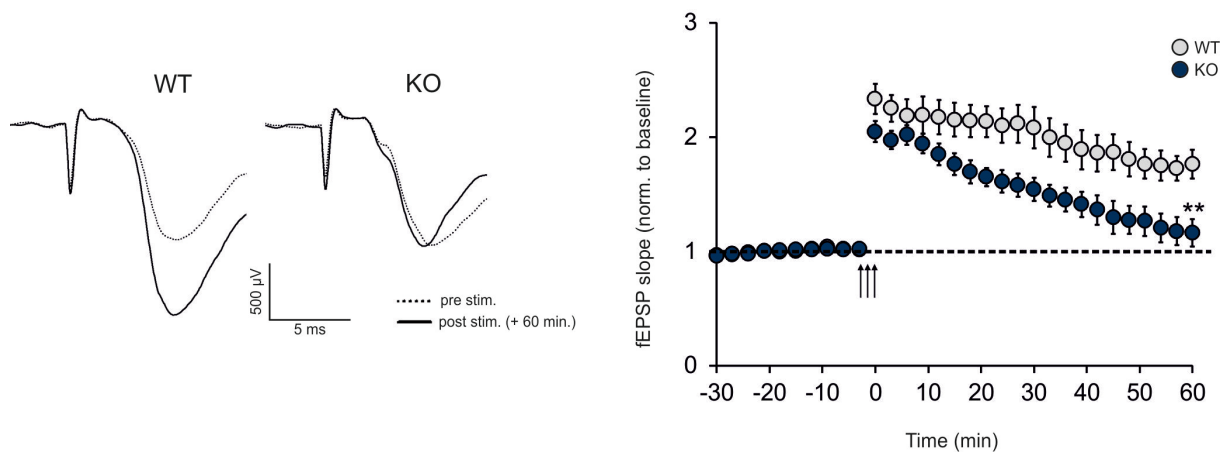 WT
KO
500 µV
5 ms
pre stim.
post stim. (+ 60 min.)
fEPSP slope (norm. to baseline)
3
2
1
0
-30 -20 -10 0 10 20 30 40 50 60
Time (min)
WT
KO
**